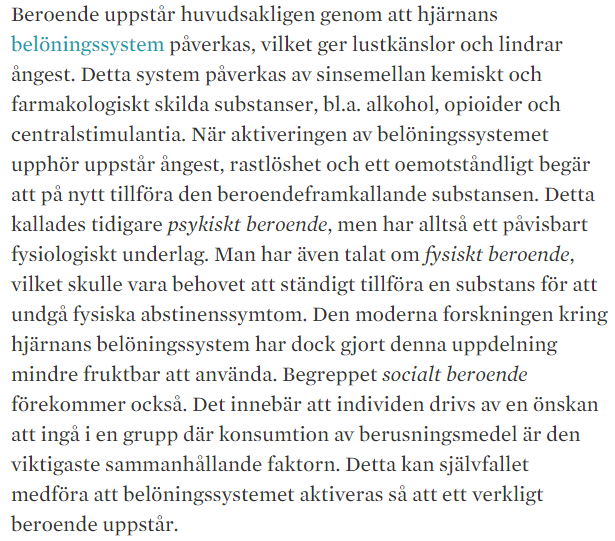 Beroende uppstår huvudsakligen genom att hjärnans
belöningssystem påverkas, vilket ger lustkänslor och lindrar
ångest. Detta system påverkas av sinsemellan kemiskt och
farmakologiskt skilda substanser, bl.a. alkohol, opioider och
centralstimulantia. När aktiveringen av belöningssystemet
upphör uppstår ångest, rastlöshet och ett oemotståndligt begär
att på nytt tillföra den beroendeframkallande substansen. Detta
kallades tidigare psykiskt beroende, men har alltså ett påvisbart
fysiologiskt underlag. Man har även talat om fysiskt beroende,
vilket skulle vara behovet att ständigt tillföra en substans för att
undgå fysiska abstinenssymtom. Den moderna forskningen kring
hjärnans belöningssystem har dock gjort denna uppdelning
mindre fruktbar att använda. Begreppet socialt beroende
förekommer också. Det innebär att individen drivs av en önskan
att ingå i en grupp där konsumtion av berusningsmedel är den
viktigaste sammanhållande faktorn. Detta kan självfallet
medföra att belöningssystemet aktiveras så att ett verkligt
beroende uppstår.